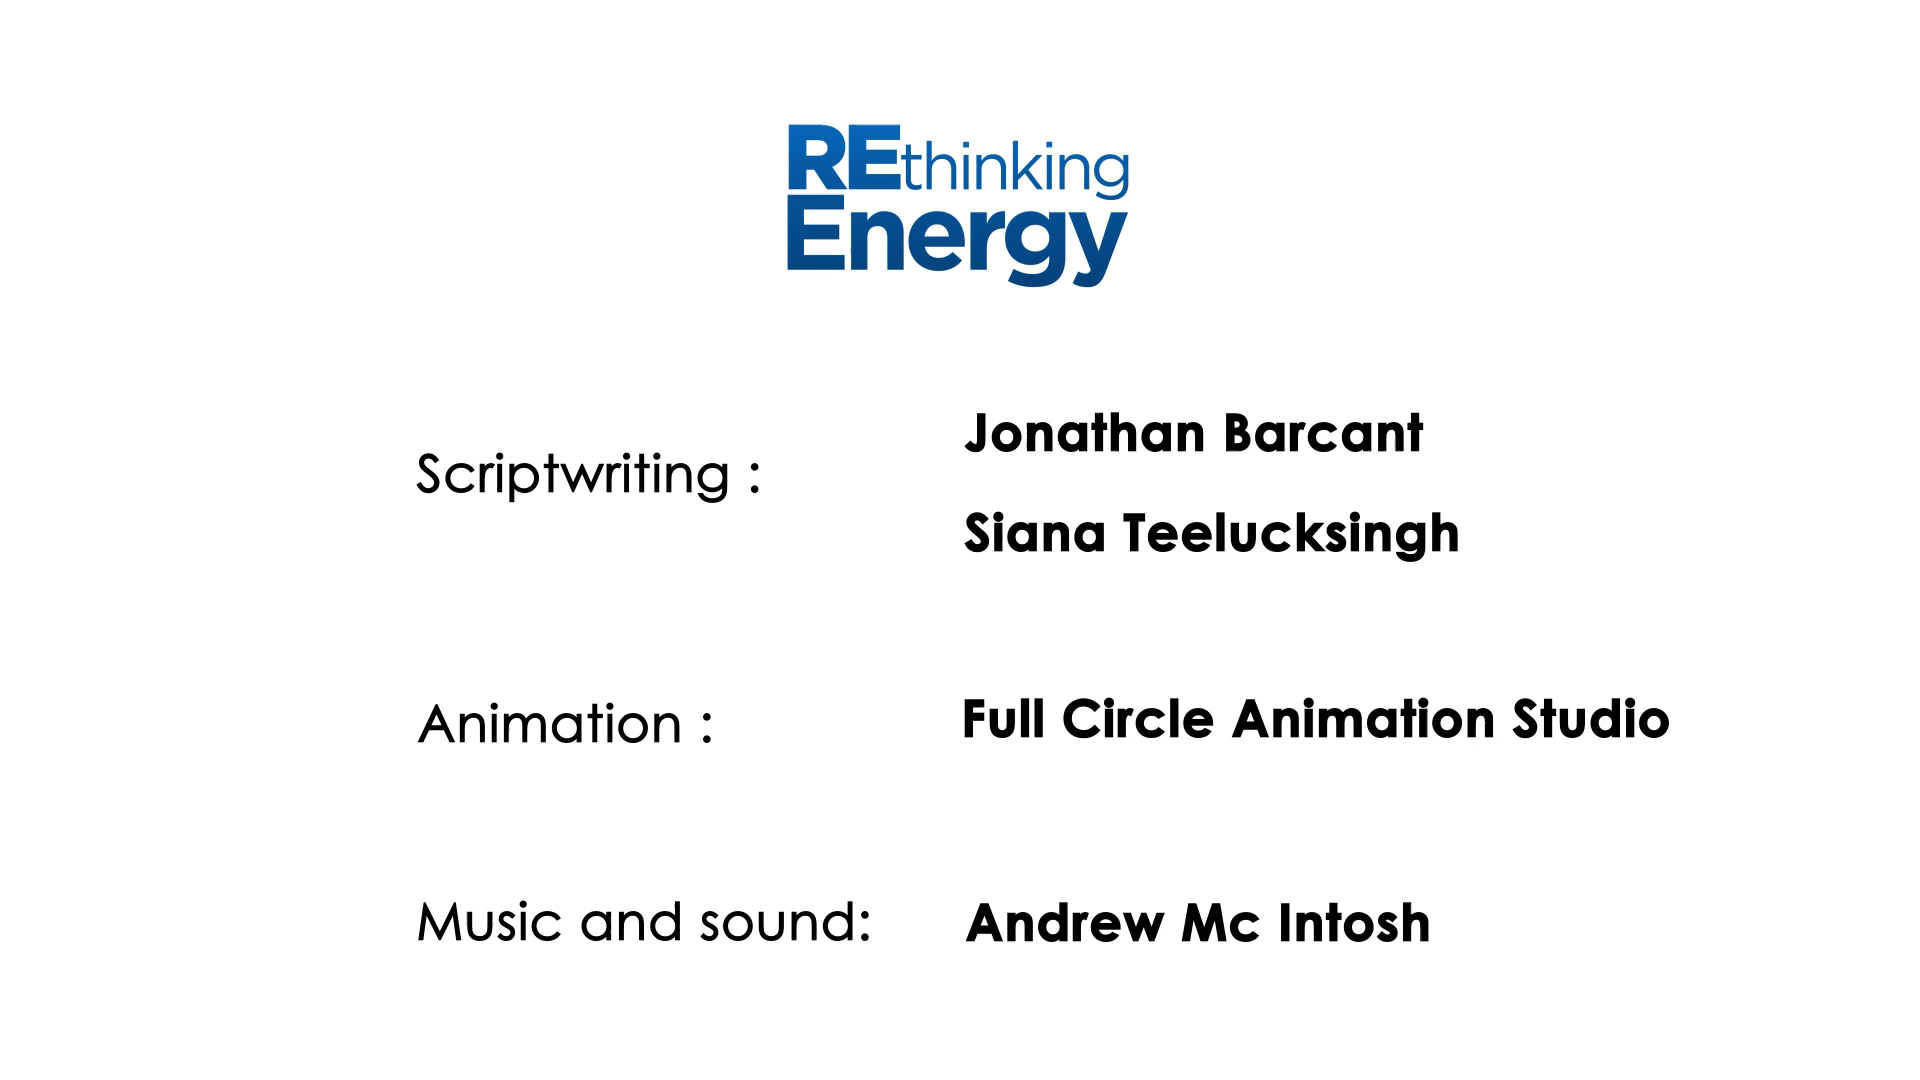 REthinking
Energy
Scriptwriting :
Jonathan Barcant
Siana Teelucksingh
Animation :
Full Circle Animation Studio
Music and sound:
Andrew Mc Intosh